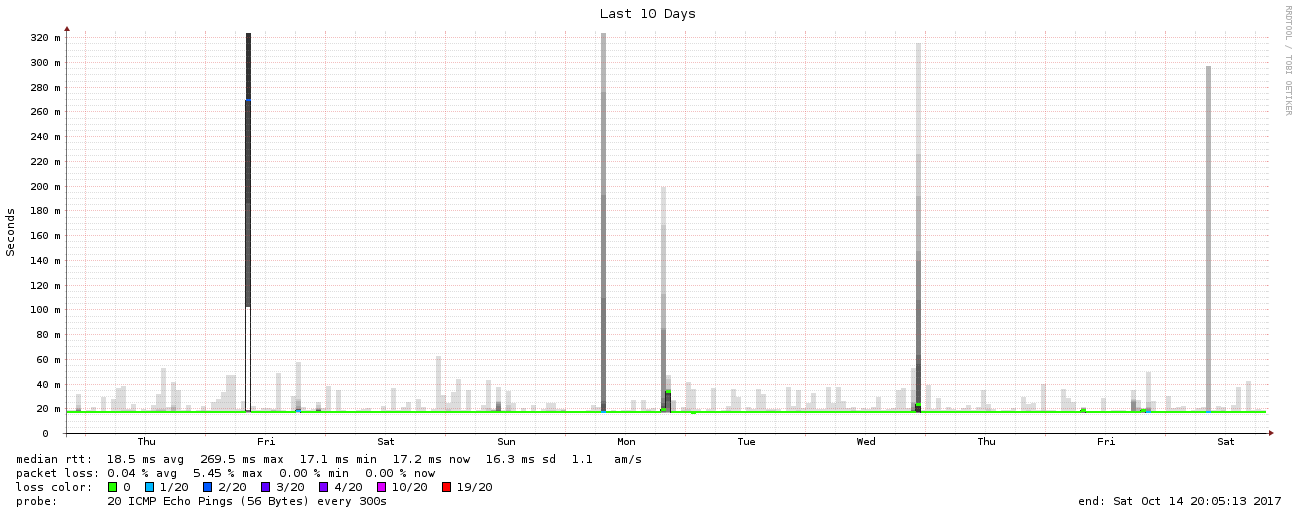 Last 10 Days
RRDTOOL / TOBI OETIKER
Seconds
320 m
300 m
280 m
260 m
240 m
220 m
200 m
180 m
160 m
140 m
120 m
100 m
80 m
60 m
40 m
20 m
0
Thu Fri Sat Sun Mon Tue Wed Thu Fri Sat
median rtt: 18.5 ms avg 269.5 ms max 17.1 ms min 17.2 ms now 16.3 ms sd 1.1 am/s
packet loss: 0.04 % avg 5.45 % max 0.00 % min 0.00 % now
loss color: 0 1/20 2/20 3/20 4/20 10/20 19/20
probe: 20 ICMP Echo Pings (56 Bytes) every 300s end: Sat Oct 14 20:05:13 2017